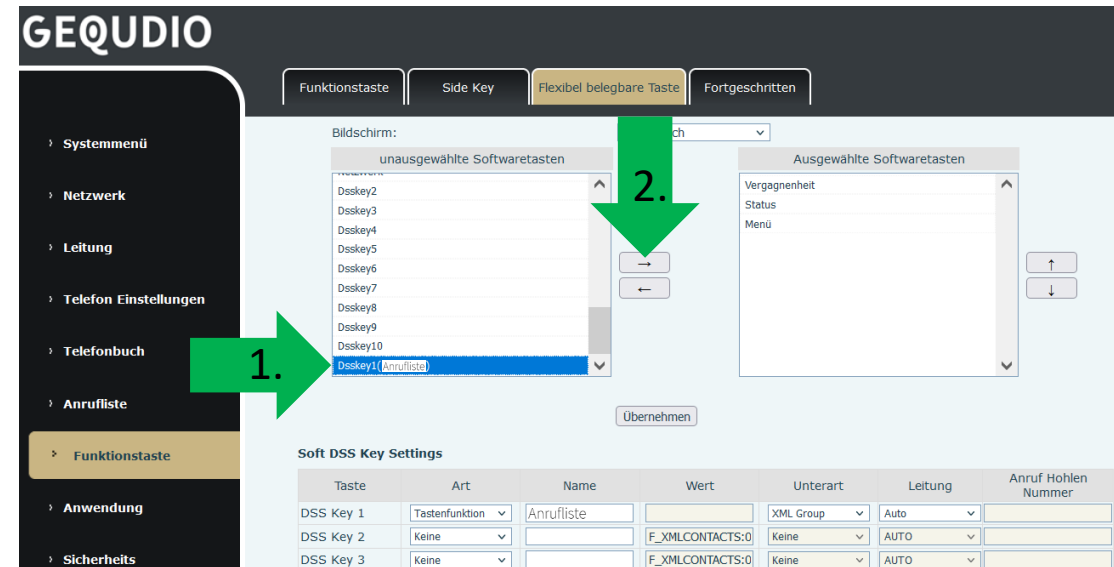 GEQUDIO
Funktionstaste
Side Key
Flexibel belegbare Taste
Fortgeschritten
Systemmenü
Netzwerk
Leitung
Telefon Einstellungen
Telefonbuch
Anrufliste
Funktionstaste
Anwendung
Sicherheits
Bildschirm:
ch
unausgewählte Softwaretasten
Ausgewählte Softwaretasten
Dsskey2
Dsskey3
Dsskey4
Dsskey5
Dsskey6
Dsskey7
Dsskey8
Dsskey9
Dsskey10
Dsskey1(Anrufliste)
1.
2.
→
←
Vergagnenheit
Status
Menü
↑
↓
Übernehmen
Soft DSS Key Settings
Taste Art Name Wert Unterart Leitung Anruf Hohlen
Nummer
DSS Key 1 Tastenfunktion Anrufliste XML Group Auto
DSS Key 2 Keine F_XMLCONTACTS:0 Keine AUTO
DSS Key 3 Keine F_XMLCONTACTS:0 Keine AUTO